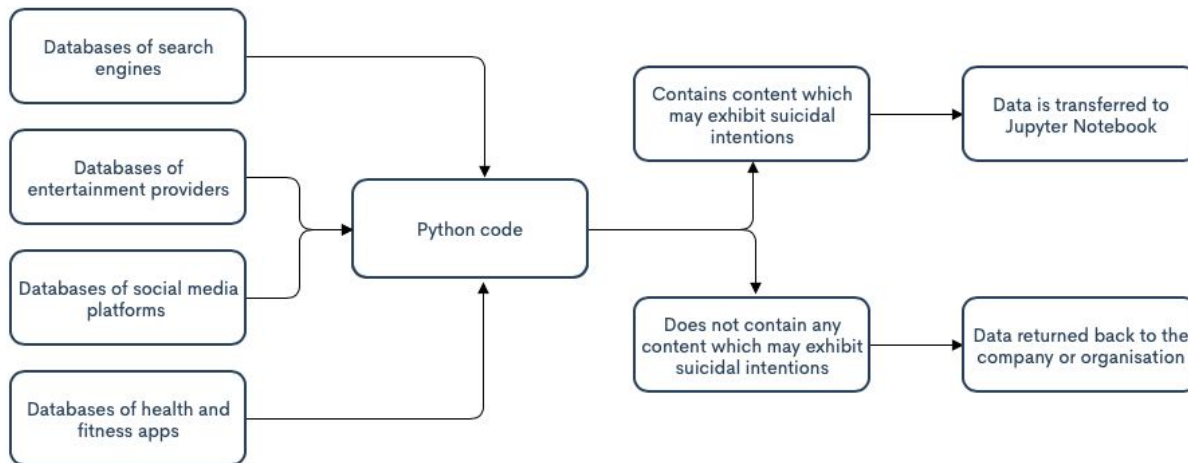 Databases of search
engines
Databases of
entertainment providers
Databases of social media
platforms
Databases of health and
fitness apps
Python code
Contains content which
may exhibit suicidal
intentions
Data is transferred to
Jupyter Notebook
Does not contain any
content which may exhibit
suicidal intentions
Data returned back to the
company or organisation